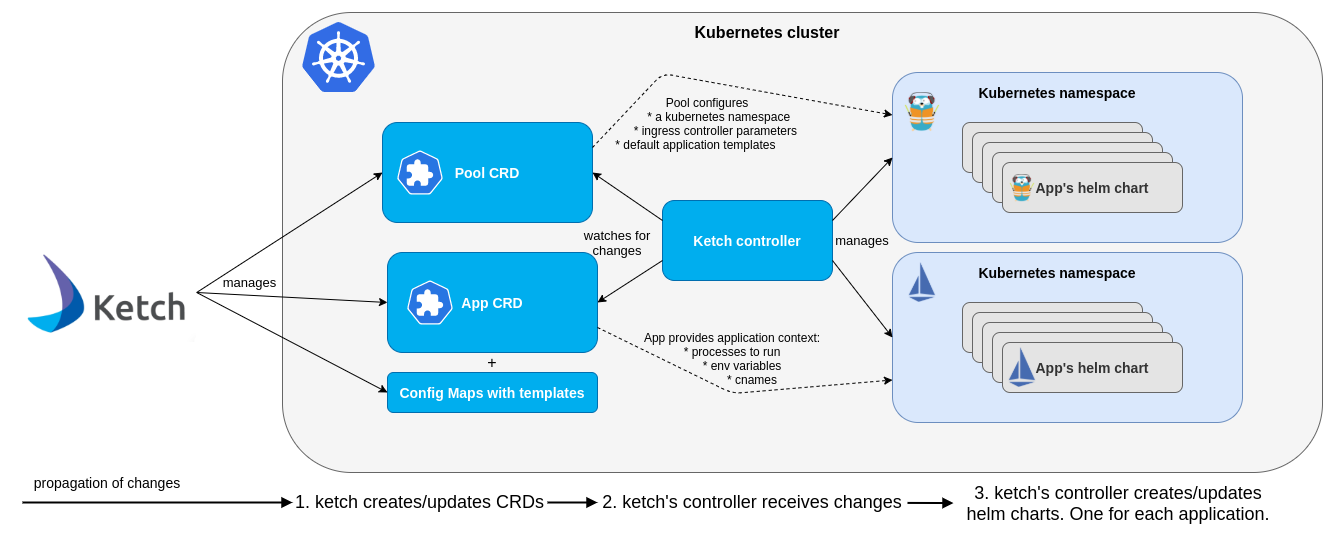 Kubernetes cluster
Pool configures
* a kubernetes namespace
* ingress controller parameters
* default application templates
Kubernetes namespace
App's helm chart
Pool CRD
Ketch controller
watches for
changes
manages
manages
Ketch
App CRD
+
Config Maps with templates
App provides application context:
* processes to run
* env variables
* cnames
Kubernetes namespace
App's helm chart
propagation of changes
1. ketch creates/updates CRDs
2. ketch's controller receives changes
3. ketch's controller creates/updates
helm charts. One for each application.